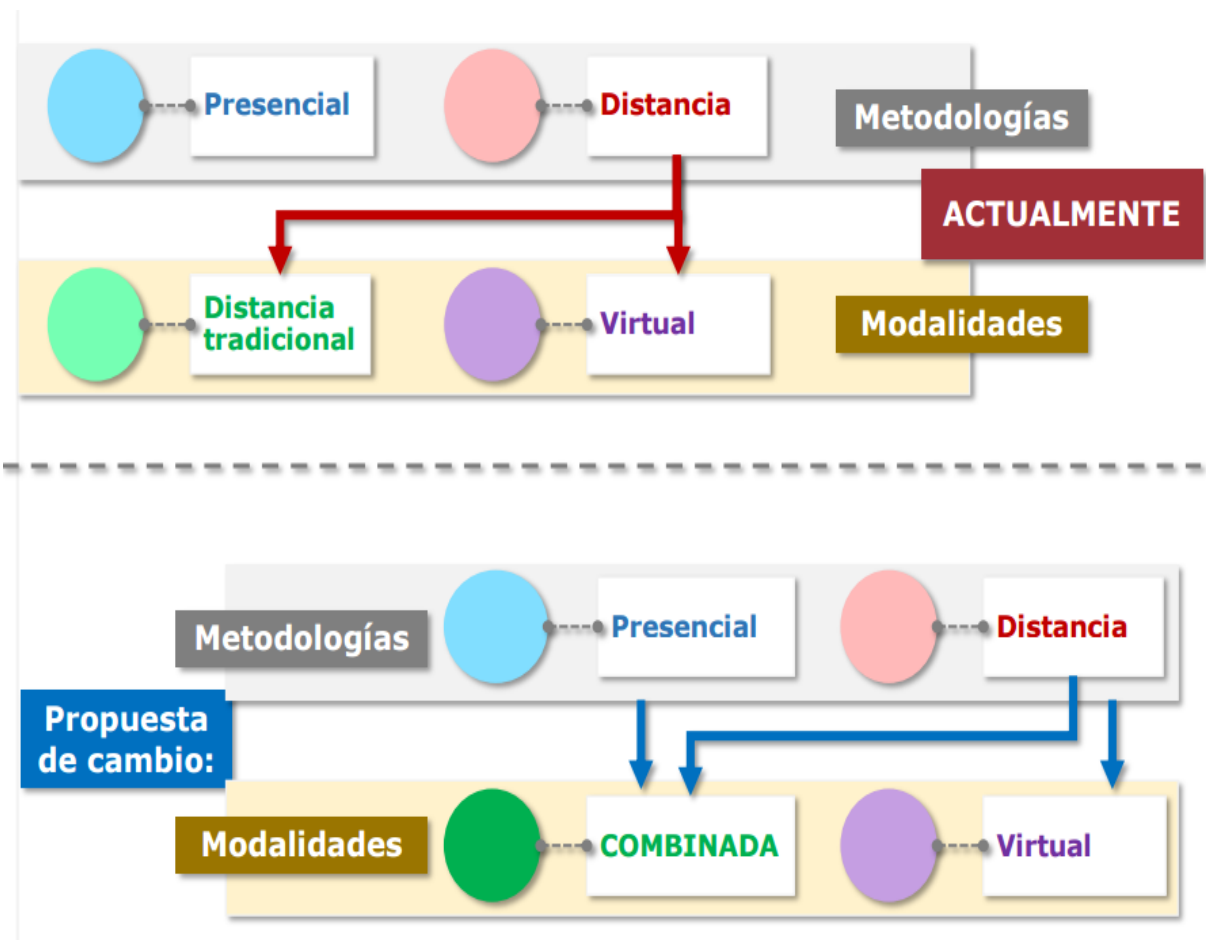 Presencial
Distancia
Metodologías
ACTUALMENTE
Distancia
tradicional
Virtual
Modalidades
Metodologías
Presencial
Distancia
Propuesta
de cambio:
Modalidades
COMBINADA
Virtual